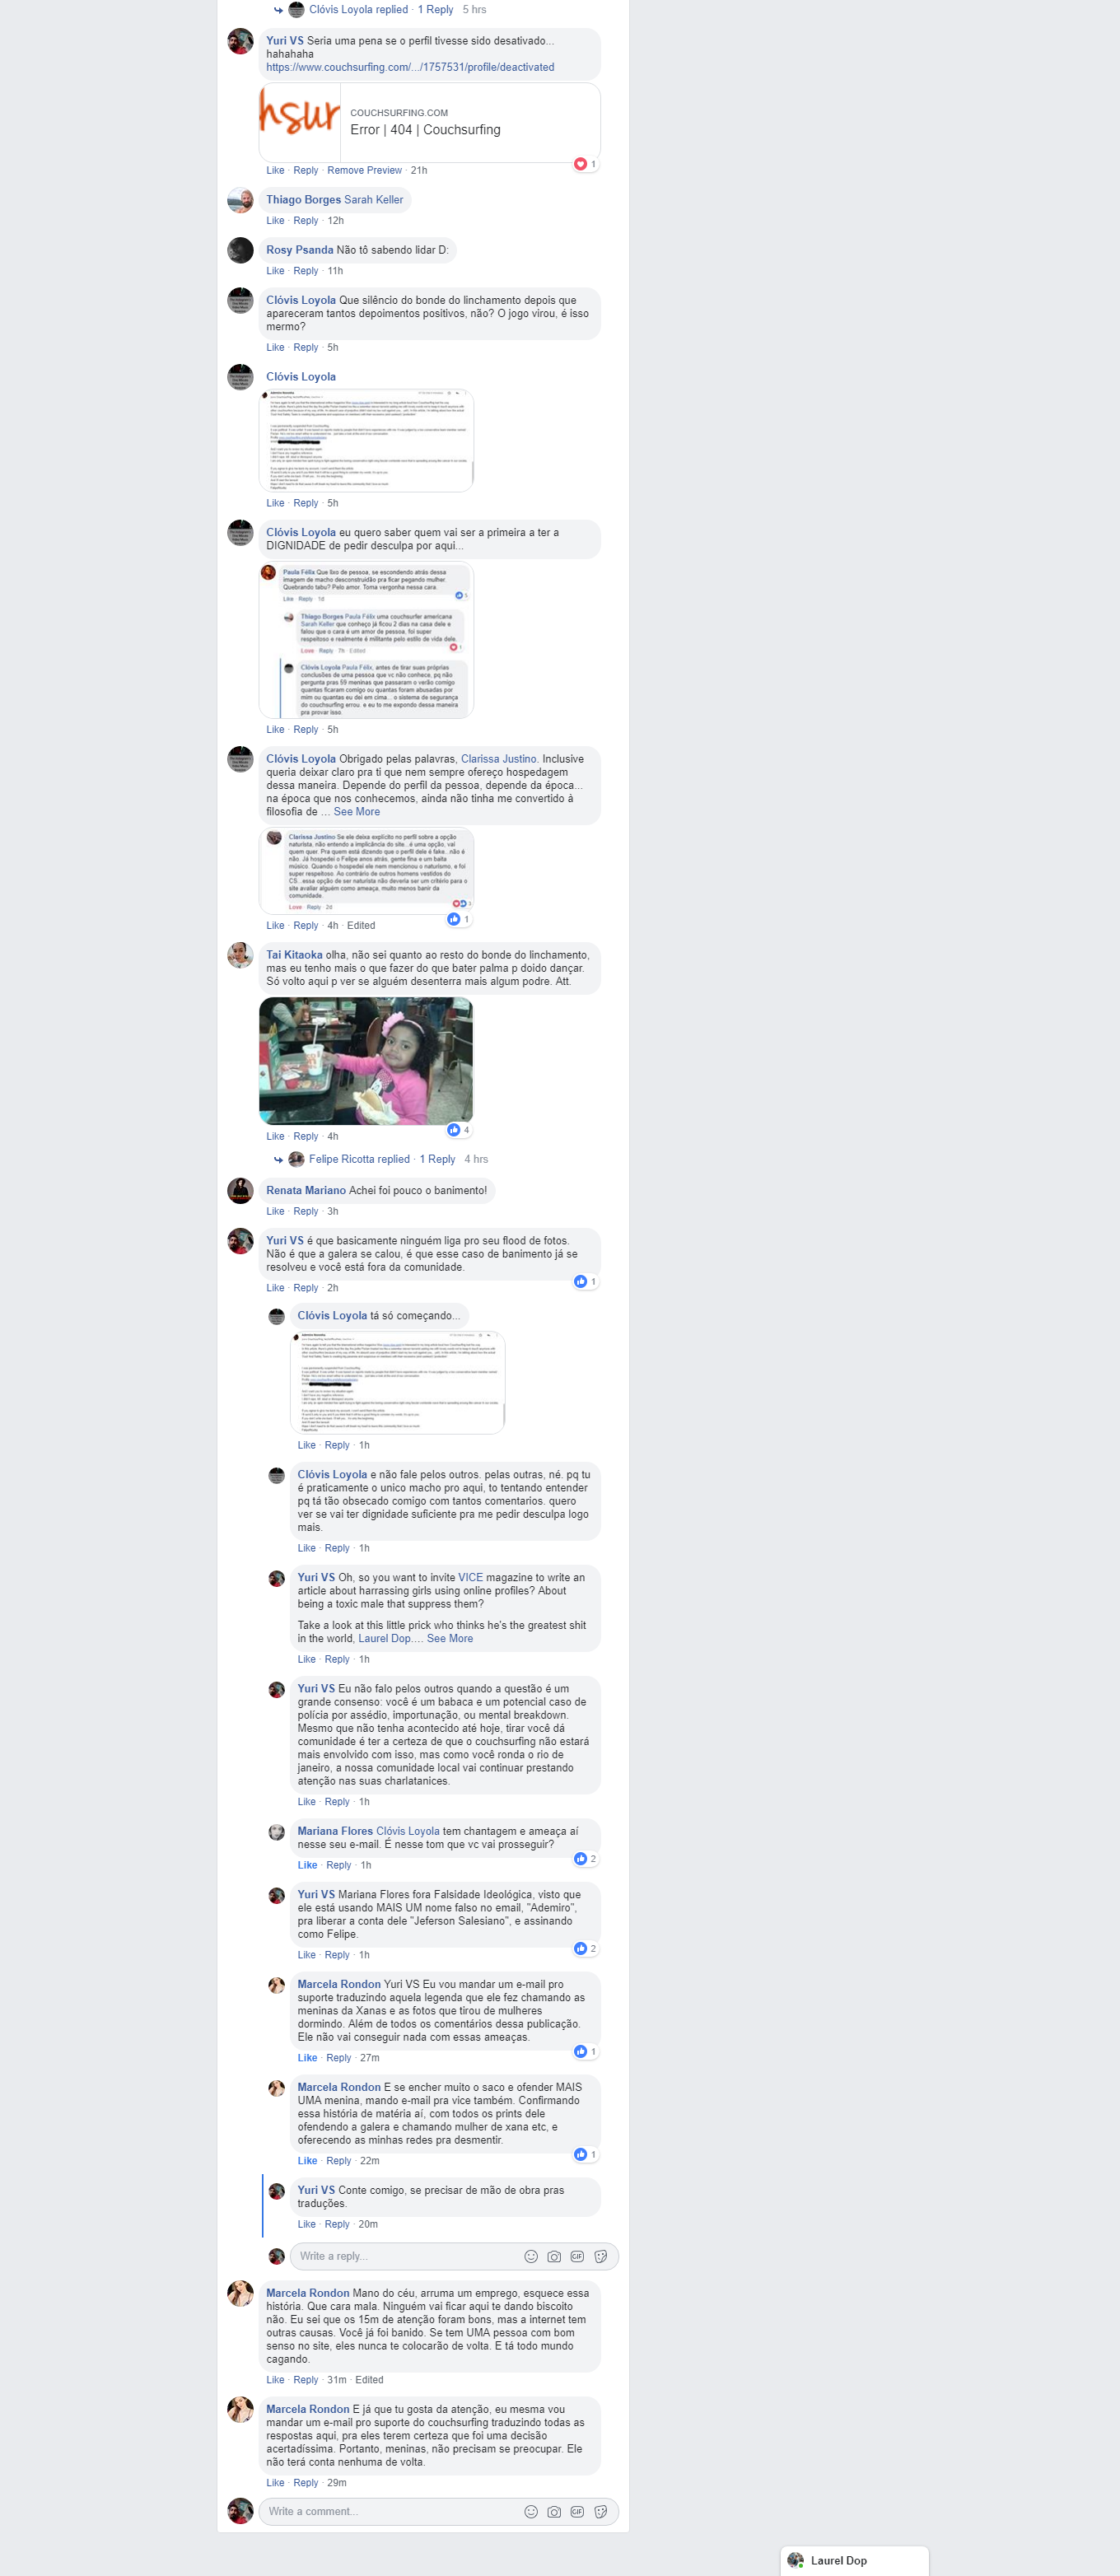 Clóvis Loyola replied · 1 Reply 5 hrs
Yuri VS Seria uma pena se o perfil tivesse sido desativado...
hahahaha
https://www.couchsurfing.com/.../1757531/profile/deactivated
hsur
COUCHSURFING.COM
Error | 404 | Couchsurfing
1
Like · Reply · Remove Preview · 21h
Thiago Borges Sarah Keller
Like · Reply · 12h
Rosy Psanda Não tô sabendo lidar D:
Like · Reply · 11h
Clóvis Loyola Que silêncio do bonde do linchamento depois que
apareceram tantos depoimentos positivos, não? O jogo virou, é isso
mermo?
Like · Reply · 5h
Clóvis Loyola
Like · Reply · 5h
Clóvis Loyola eu quero saber quem vai ser a primeira a ter a
DIGNIDADE de pedir desculpa por aqui...
Paula Félix Que lixo de pessoa, se escondendo atrás dessa
imagem de macho desconstruidão pra ficar pegando mulher.
Quebrando tabu? Pelo amor. Toma vergonha nessa cara.
Like · Reply · 1d
Thiago Borges Paula Félix uma couchsurfer americana
Sarah Keller que conheço já ficou 2 dias na casa dele e
falou que o cara é um amor de pessoa, foi super
respeitoso e realmente é militante pelo estilo de vida dele.
Love · Reply · 7h · Edited
Clóvis Loyola Paula Félix, antes de tirar suas próprias
conclusões de uma pessoa que vc não conhece, pq não
pergunta pras 59 meninas que passaram o verão comigo
quantas ficaram comigo ou quantas foram abusadas por
mim ou quantas eu dei em cima... o sistema de segurança
do couchsurfing errou. e eu to me expondo dessa maneira
pra provar isso.
Like · Reply · 5h
Clóvis Loyola Obrigado pelas palavras, Clarissa Justino. Inclusive
queria deixar claro pra ti que nem sempre ofereço hospedagem
dessa maneira. Depende do perfil da pessoa, depende da época...
na época que nos conhecemos, ainda não tinha me convertido à
filosofia de ... See More
Clarissa Justino Se ele deixa explícito no perfil sobre a opção
naturista, não entendo a implicância do site...é uma opção, vai
quem quer. Pra quem está dizendo que o perfil dele é fake...não é
não. Já hospedei o Felipe anos atrás, gente fina e um baita
músico. Quando o hospedei ele nem mencionou o naturismo, e foi
super respeitoso. Ao contrário de outros homens vestidos do
CS...essa opção de ser naturista não deveria ser um critério para o
site avaliar alguém como ameaça, muito menos banir da
comunidade.
Love · Reply · 2d
1
Like · Reply · 4h · Edited
Tai Kitaoka olha, não sei quanto ao resto do bonde do linchamento,
mas eu tenho mais o que fazer do que bater palma p doido dançar.
Só volto aqui p ver se alguém desenterra mais algum podre. Att.
4
Like · Reply · 4h
Felipe Ricotta replied · 1 Reply 4 hrs
Renata Mariano Achei foi pouco o banimento!
Like · Reply · 3h
Yuri VS é que basicamente ninguém liga pro seu flood de fotos.
Não é que a galera se calou, é que esse caso de banimento já se
resolveu e você está fora da comunidade.
1
Like · Reply · 2h
Clóvis Loyola tá só começando...
Like · Reply · 1h
Clóvis Loyola e não fale pelos outros. pelas outras, né. pq tu
é praticamente o unico macho pro aqui, to tentando entender
pq tá tão obsecado comigo com tantos comentarios. quero
ver se vai ter dignidade suficiente pra me pedir desculpa logo
mais.
Like · Reply · 1h
Yuri VS Oh, so you want to invite VICE magazine to write an
article about harrassing girls using online profiles? About
being a toxic male that suppress them?
Take a look at this little prick who thinks he's the greatest shit
in the world, Laurel Dop.... See More
Like · Reply · 1h
Yuri VS Eu não falo pelos outros quando a questão é um
grande consenso: você é um babaca e um potencial caso de
polícia por assédio, importunação, ou mental breakdown.
Mesmo que não tenha acontecido até hoje, tirar você dá
comunidade é ter a certeza de que o couchsurfing não estará
mais envolvido com isso, mas como você ronda o rio de
janeiro, a nossa comunidade local vai continuar prestando
atenção nas suas charlatanices.
Like · Reply · 1h
Mariana Flores Clóvis Loyola tem chantagem e ameaça aí
nesse seu e-mail. É nesse tom que vc vai prosseguir?
2
Like · Reply · 1h
Yuri VS Mariana Flores fora Falsidade Ideológica, visto que
ele está usando MAIS UM nome falso no email, "Ademiro",
pra liberar a conta dele "Jeferson Salesiano", e assinando
como Felipe.
2
Like · Reply · 1h
Marcela Rondon Yuri VS Eu vou mandar um e-mail pro
suporte traduzindo aquela legenda que ele fez chamando as
meninas da Xanas e as fotos que tirou de mulheres
dormindo. Além de todos os comentários dessa publicação.
Ele não vai conseguir nada com essas ameaças.
1
Like · Reply · 27m
Marcela Rondon E se encher muito o saco e ofender MAIS
UMA menina, mando e-mail pra vice também. Confirmando
essa história de matéria aí, com todos os prints dele
ofendendo a galera e chamando mulher de xana etc, e
oferecendo as minhas redes pra desmentir.
1
Like · Reply · 22m
Yuri VS Conte comigo, se precisar de mão de obra pras
traduções.
Like · Reply · 20m
Write a reply...
GIF
Marcela Rondon Mano do céu, arruma um emprego, esquece essa
história. Que cara mala. Ninguém vai ficar aqui te dando biscoito
não. Eu sei que os 15m de atenção foram bons, mas a internet tem
outras causas. Você já foi banido. Se tem UMA pessoa com bom
senso no site, eles nunca te colocarão de volta. E tá todo mundo
cagando.
Like · Reply · 31m · Edited
Marcela Rondon E já que tu gosta da atenção, eu mesma vou
mandar um e-mail pro suporte do couchsurfing traduzindo todas as
respostas aqui, pra eles terem certeza que foi uma decisão
acertadíssima. Portanto, meninas, não precisam se preocupar. Ele
não terá conta nenhuma de volta.
Like · Reply · 29m
Write a comment...
GIF
Laurel Dop